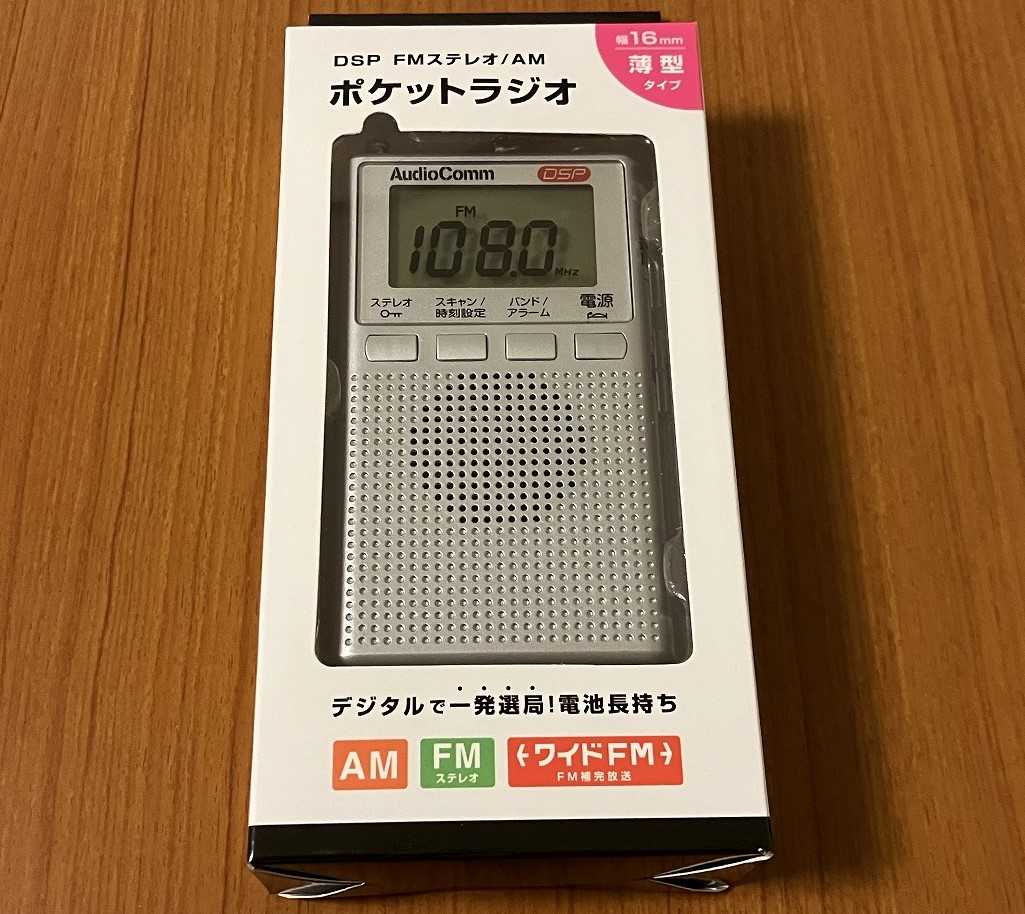 DSP FMステレオ/AM
ポケットラジオ
幅16mm
薄型
タイプ
AudioComm
DSP
FM
108.0
MHz
ステレオ
スキャン/
時刻設定
バンド/
アラーム
電源
デジタルで一発選局!電池長持ち
AM
FM
ステレオ
ワイドFM
FM補完放送